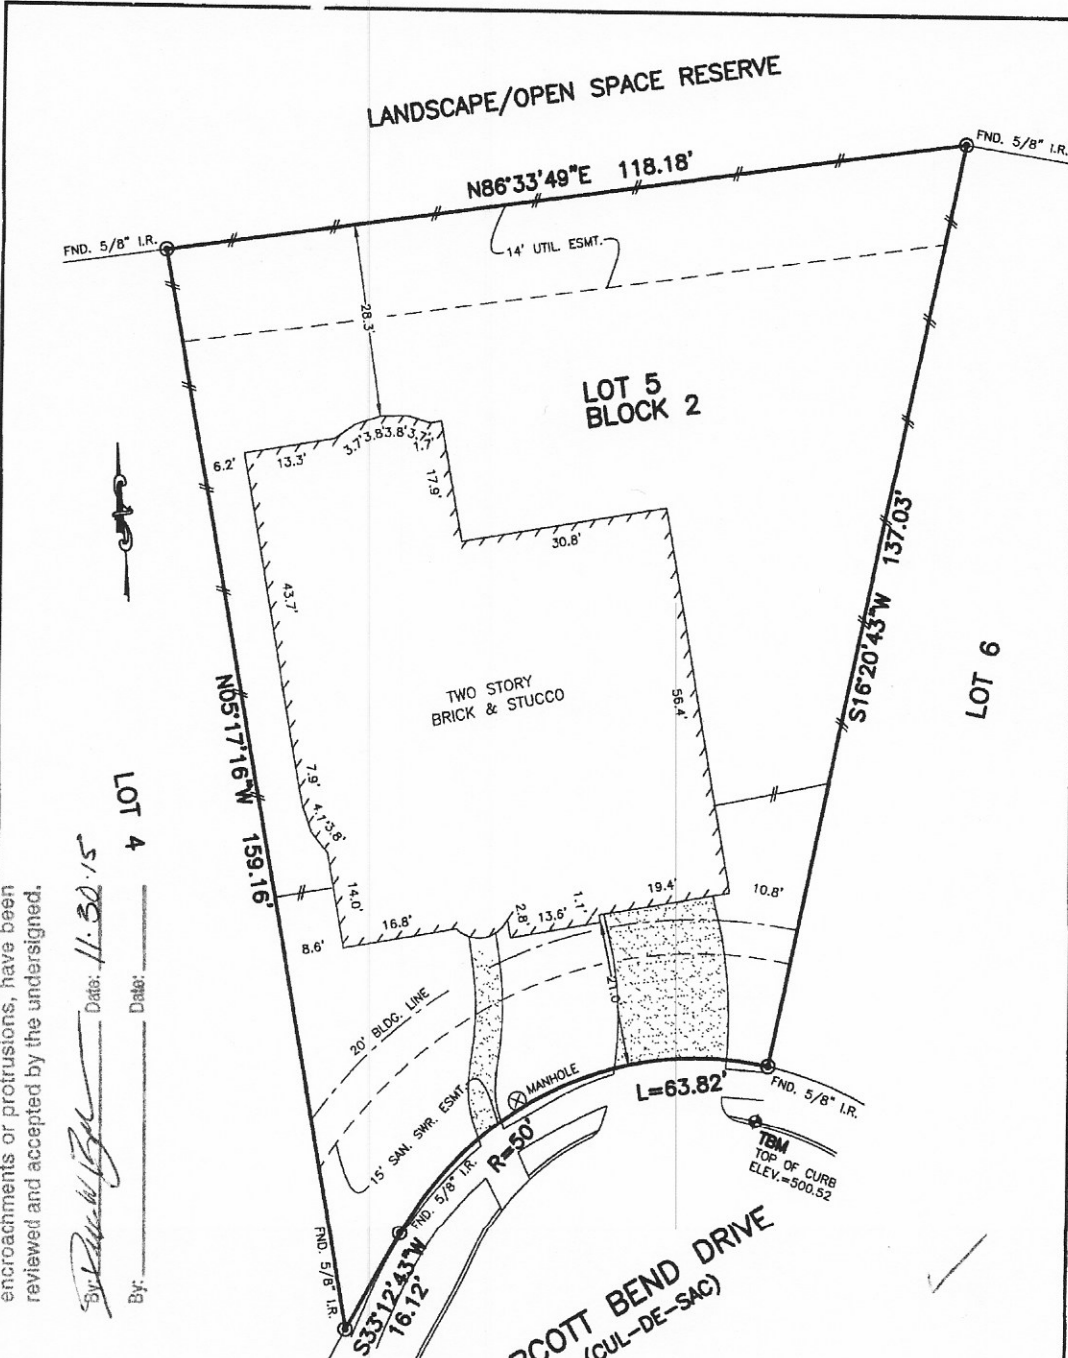 LANDSCAPE/OPEN SPACE RESERVE
FND. 5/8" I.R.
N86°33'49"E 118.18'
FND. 5/8" I.R.
14' UTIL. ESMT.
28.3'
LOT 5
BLOCK 2
6.2'
13.3'
3.7'
3.8'
3.8'
3.7'
1.7'
17.9'
30.8'
43.7'
TWO STORY
BRICK & STUCCO
56.4'
S16°20'43"W 137.03'
LOT 6
N05°17'16"W 159.16'
LOT 4
7.9'
4.1'
3.8'
14.0'
8.6'
16.8'
2.8'
13.6'
1.1'
19.4'
10.8'
21.0'
20' BLDG. LINE
15' SAN. SWR. ESMT.
MANHOLE
L=63.82'
R=50'
FND. 5/8" I.R.
TBM
TOP OF CURB
ELEV.=500.52
FND. 5/8" I.R.
FND. 5/8" I.R.
S33°12'43"W
16.12'
RCOTT BEND DRIVE
(CUL-DE-SAC)
encroachments or protrusions, have been
reviewed and accepted by the undersigned.
By: Date: 11.30.15
By: Date: